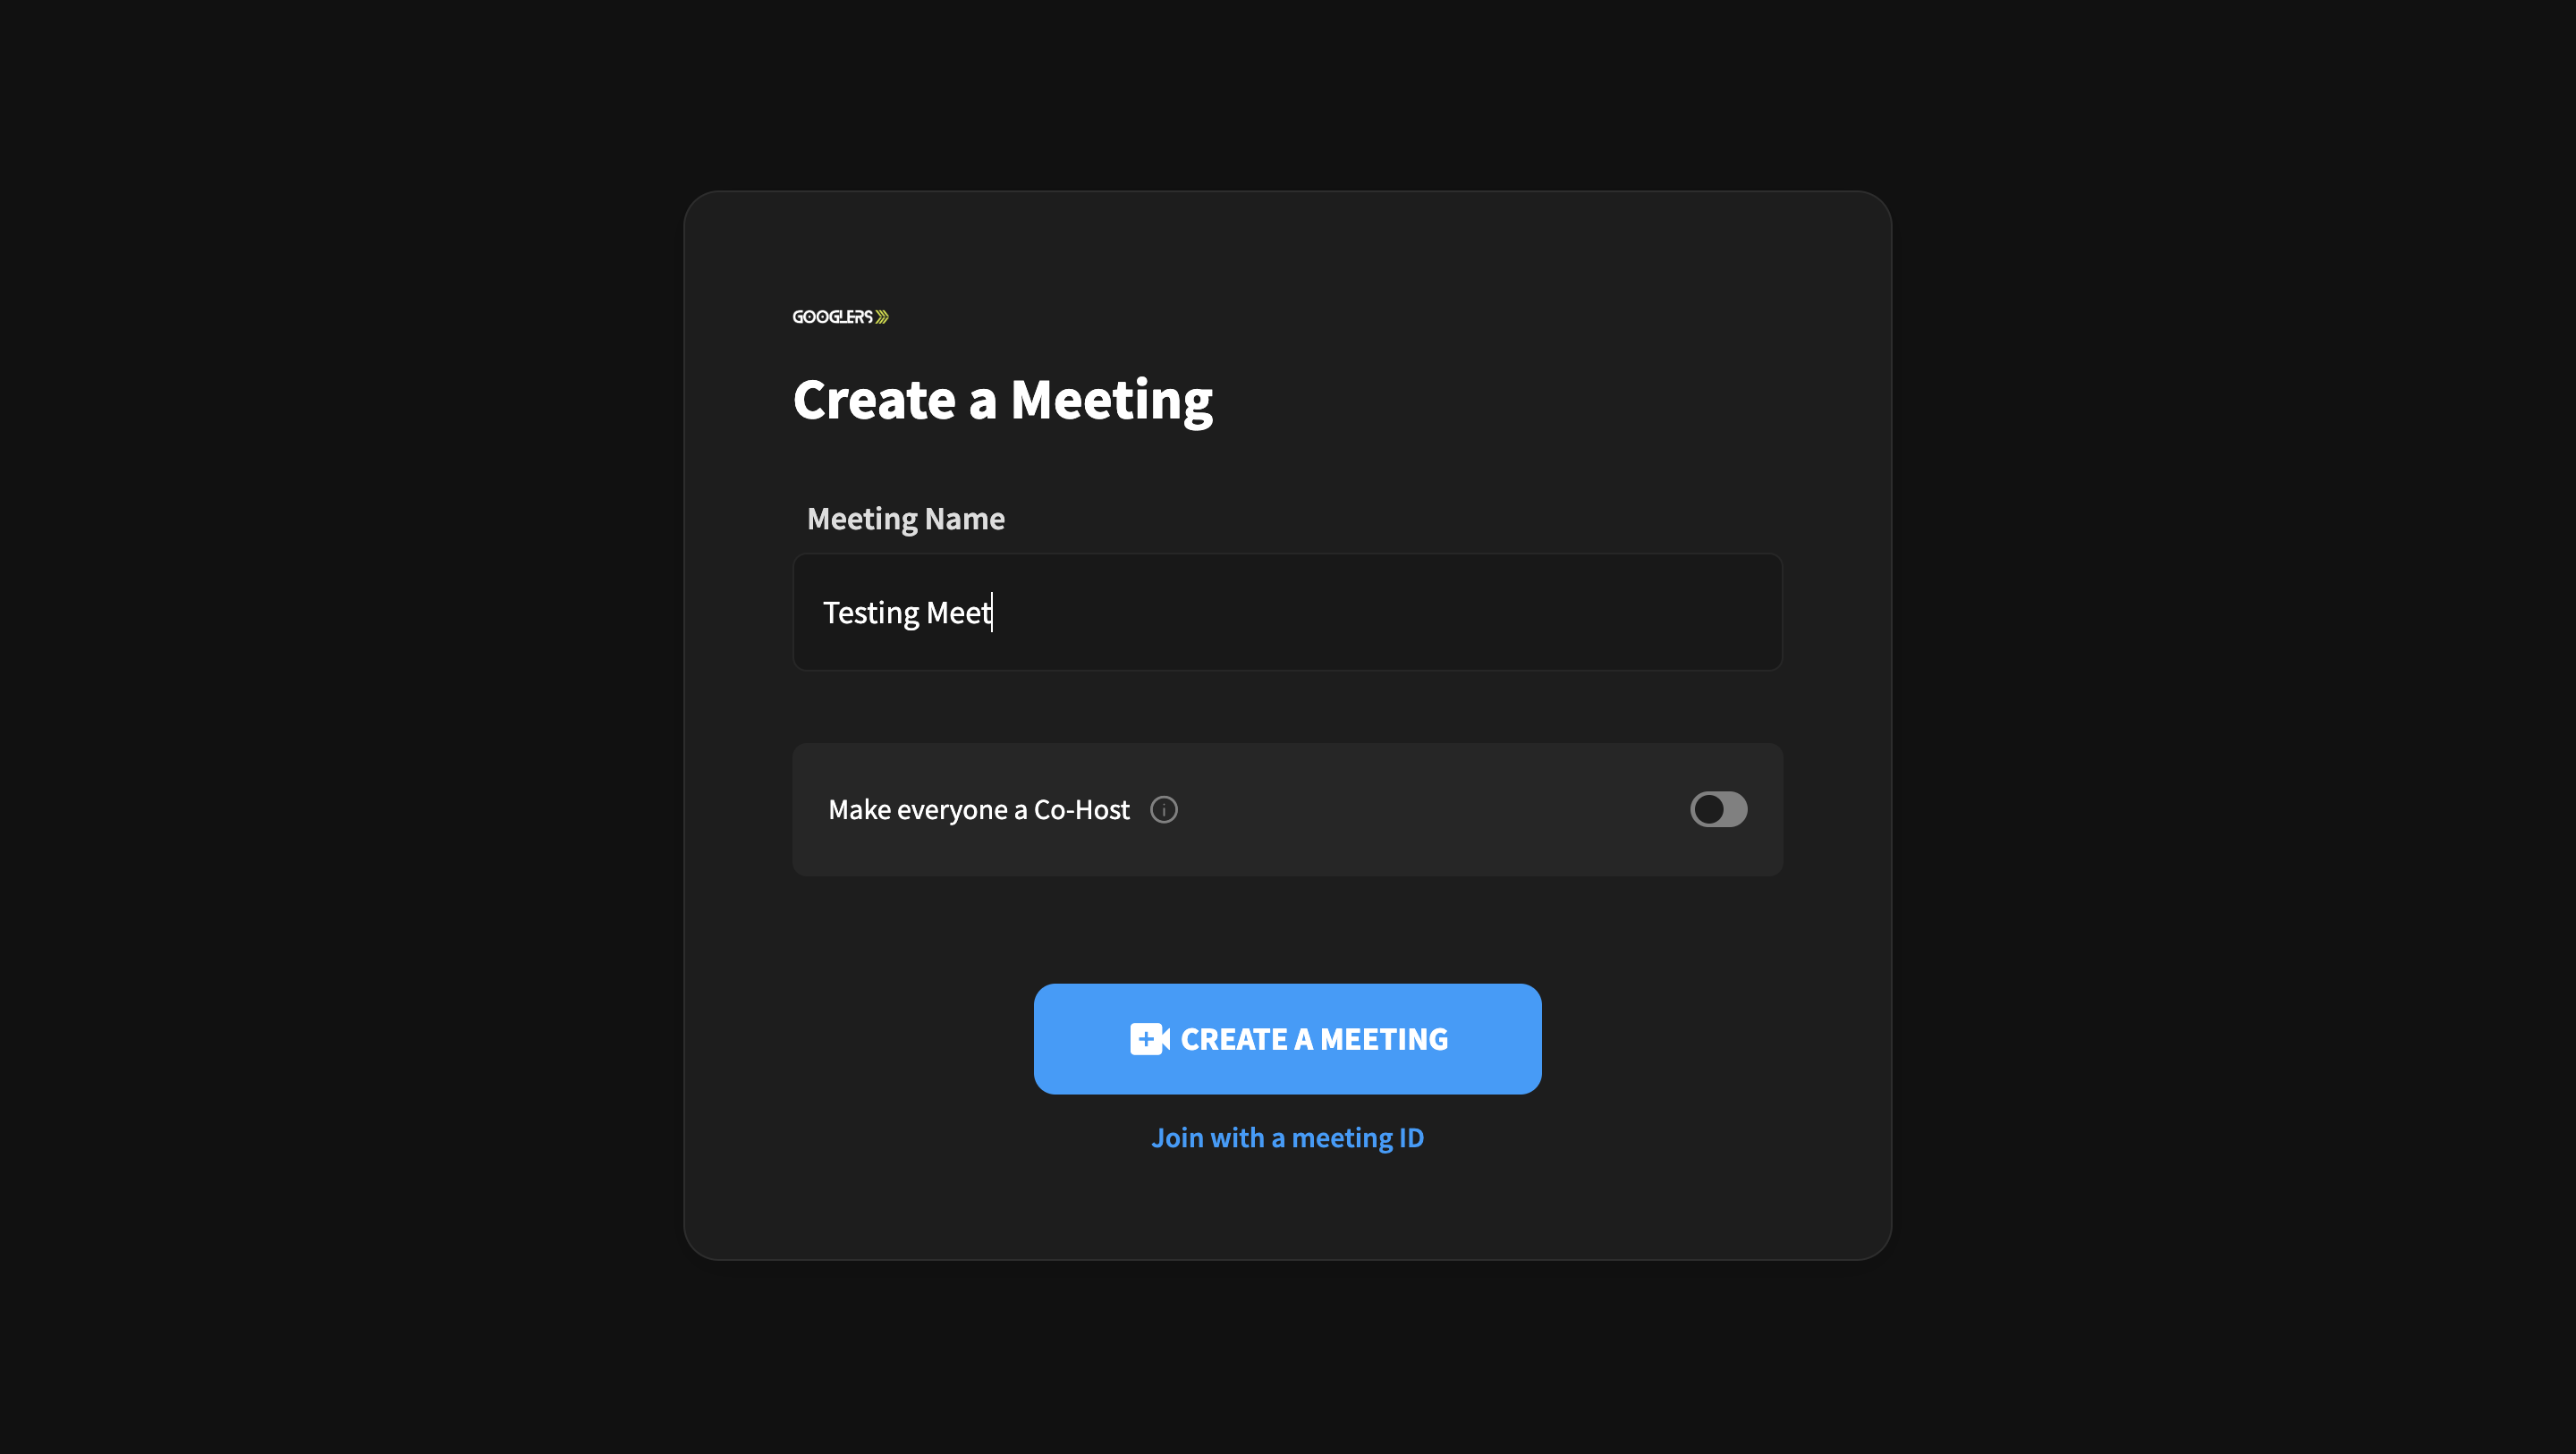 GOOGLERS
Create a Meeting
Meeting Name
Testing Meet
Make everyone a Co-Host
CREATE A MEETING
Join with a meeting ID